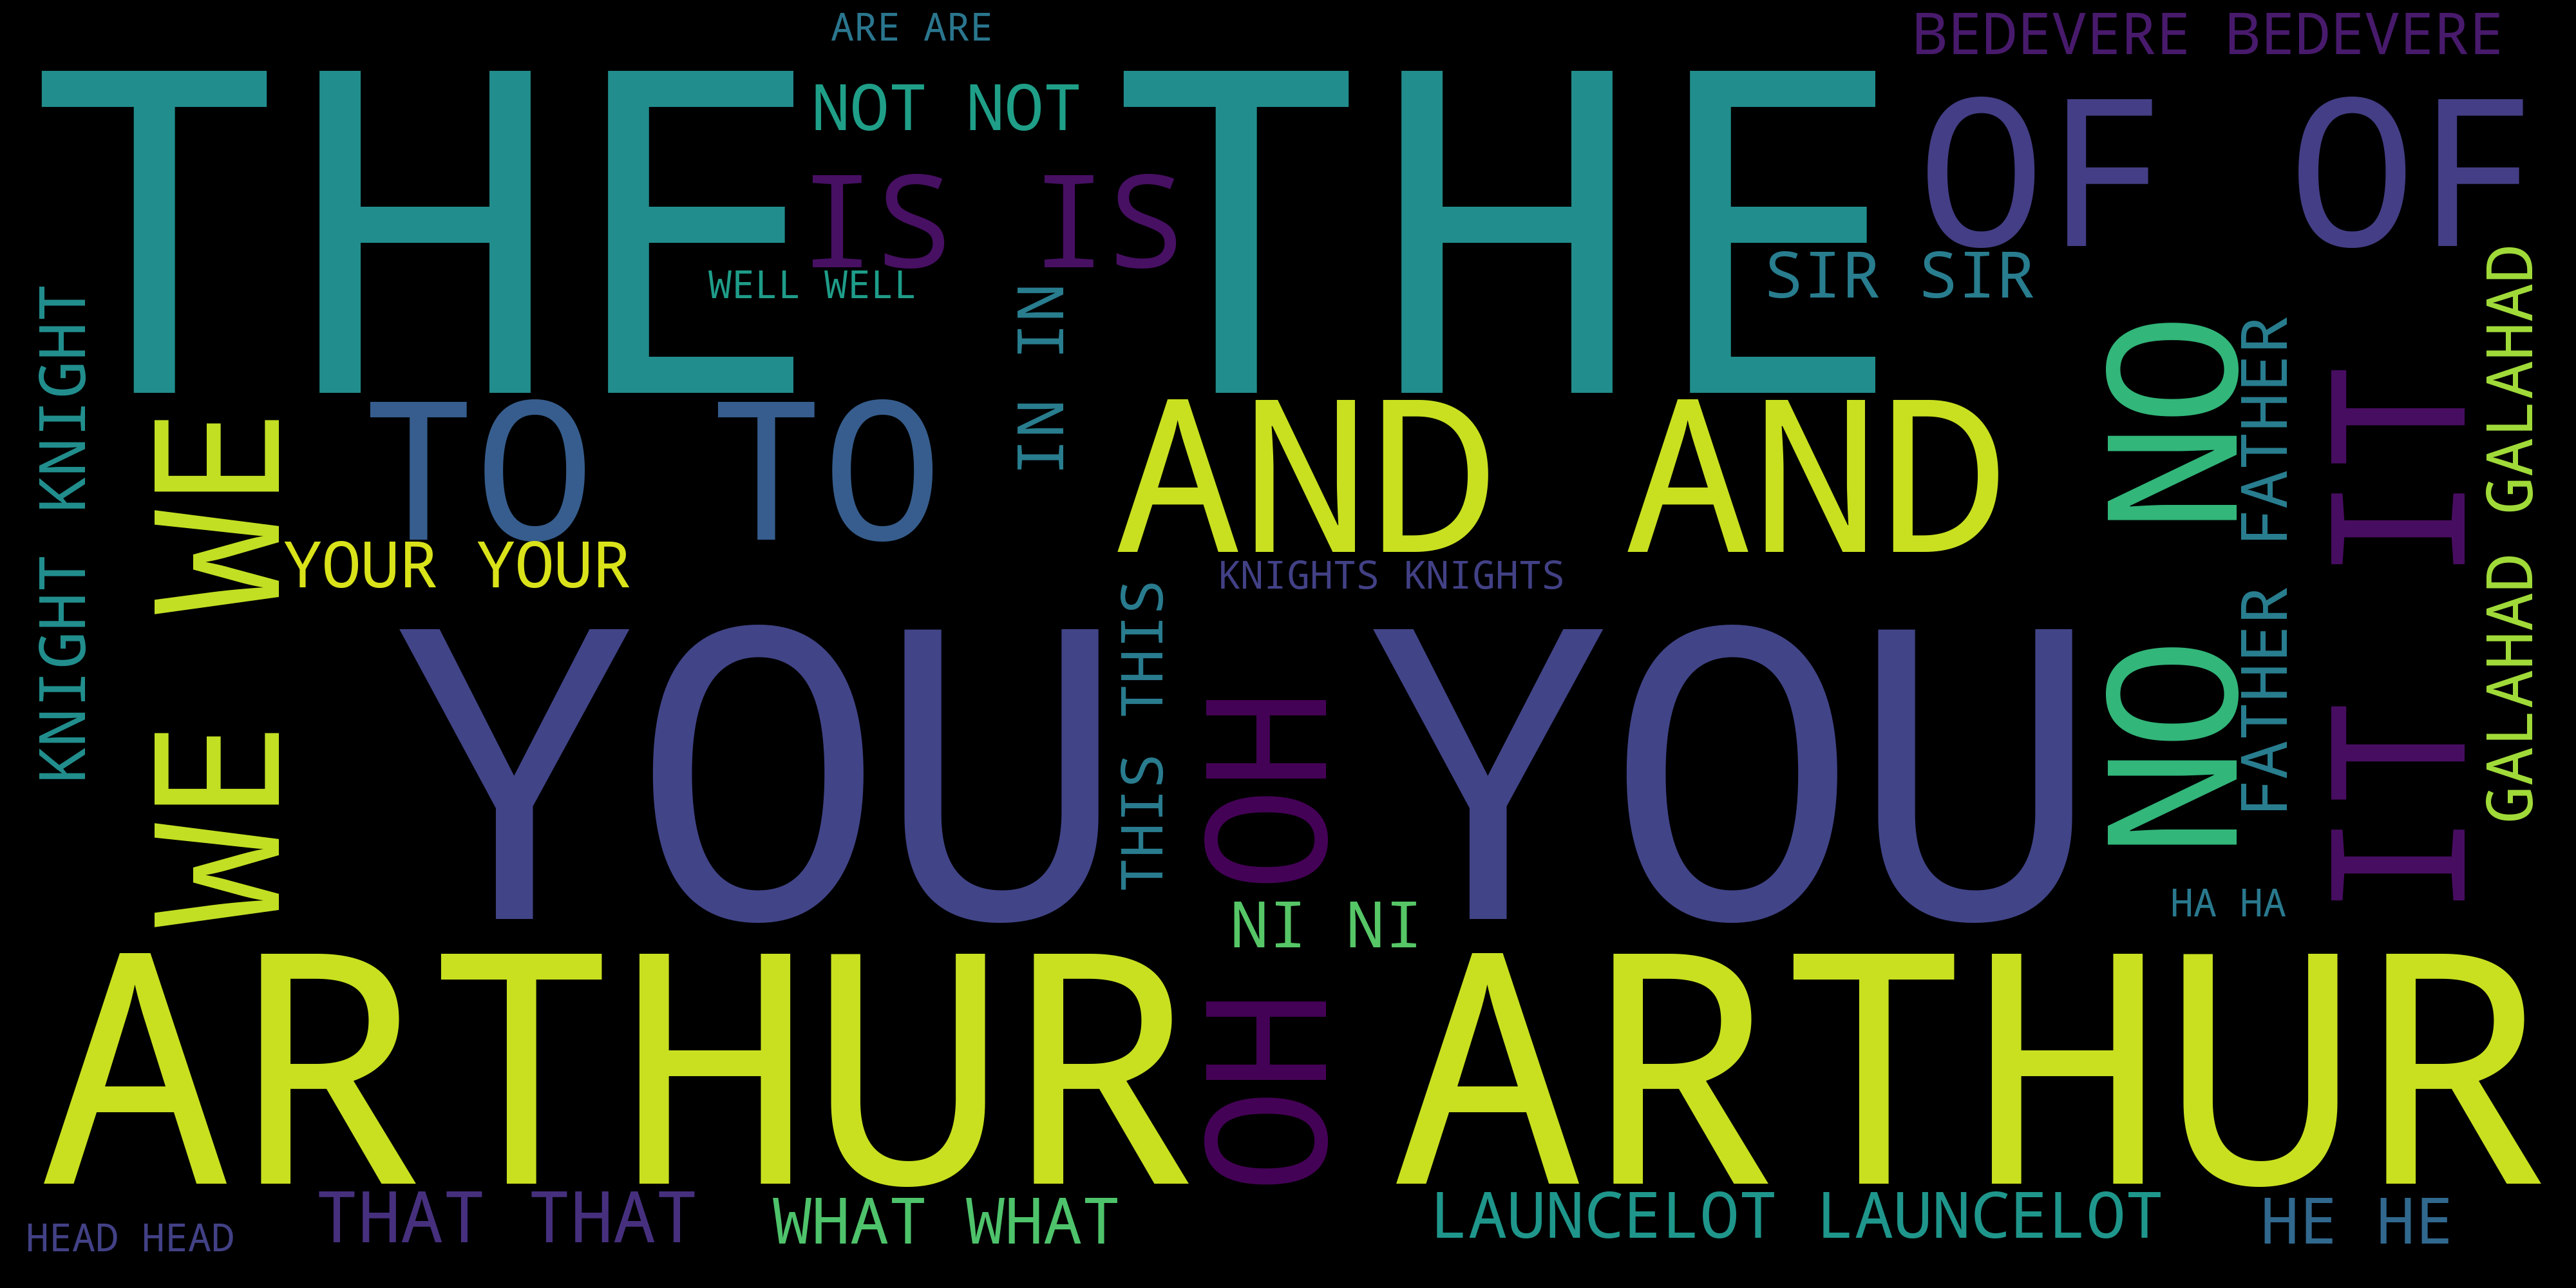 ARE ARE
BEDEVERE BEDEVERE
THE THE
NOT NOT
OF OF
IS IS
SIR SIR
WELL WELL
IN IN
KNIGHT KNIGHT
WE WE
TO TO
AND AND
NO NO
FATHER FATHER
IT IT
GALAHAD GALAHAD
YOUR YOUR
KNIGHTS KNIGHTS
THIS THIS
YOU YOU
OH OH
NI NI
HA HA
ARTHUR ARTHUR
THAT THAT
WHAT WHAT
LAUNCELOT LAUNCELOT
HE HE
HEAD HEAD